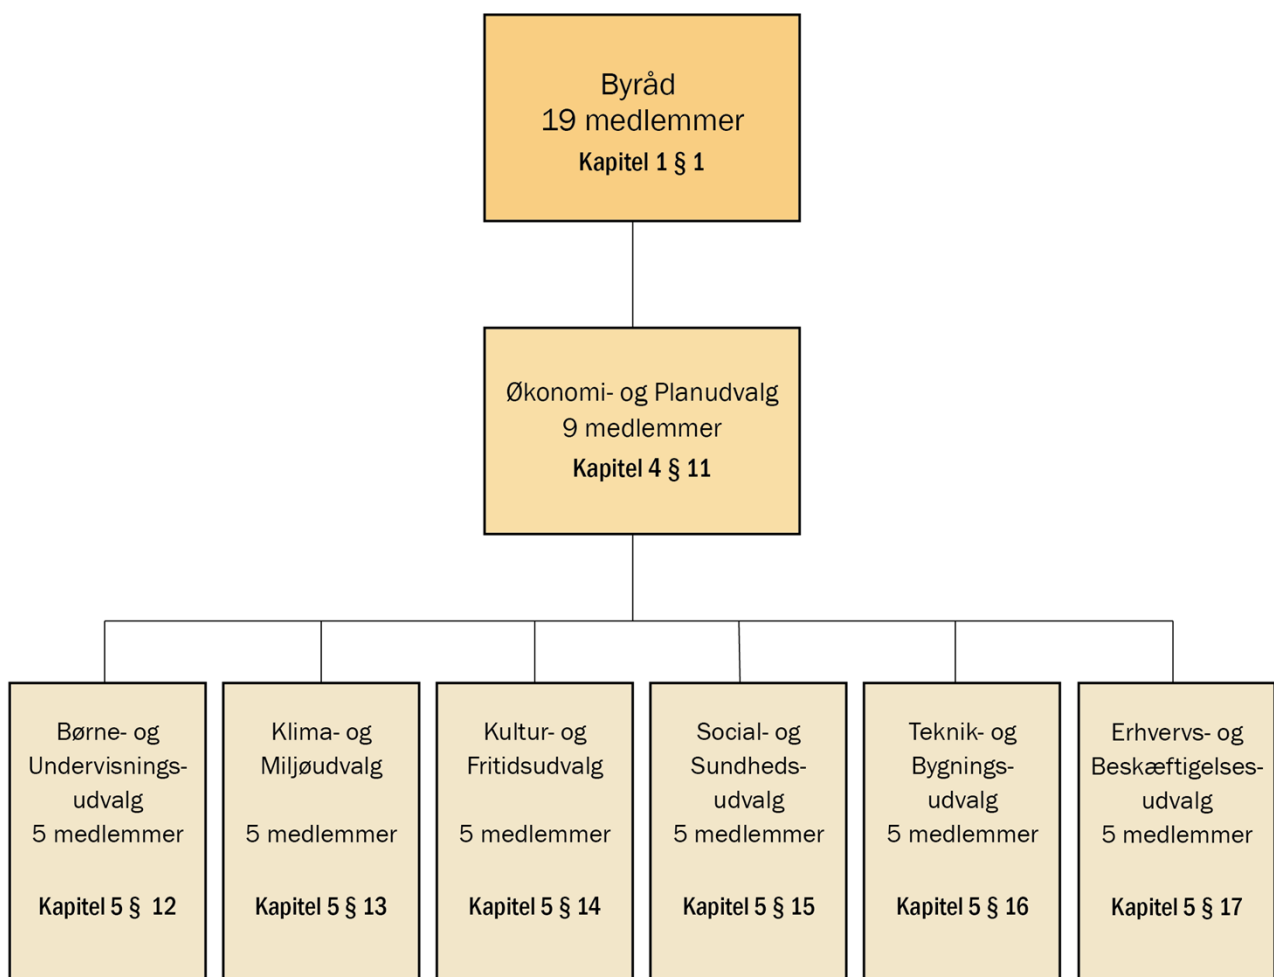 Byråd
19 medlemmer
Kapitel 1 § 1
Økonomi- og Planudvalg
9 medlemmer
Kapitel 4 § 11
Børne- og
Undervisnings-
udvalg
5 medlemmer
Kapitel 5 § 12
Klima- og
Miljøudvalg
5 medlemmer
Kapitel 5 § 13
Kultur- og
Fritidsudvalg
5 medlemmer
Kapitel 5 § 14
Social- og
Sundheds-
udvalg
5 medlemmer
Kapitel 5 § 15
Teknik- og
Bygnings-
udvalg
5 medlemmer
Kapitel 5 § 16
Erhvervs- og
Beskæftigelses-
udvalg
5 medlemmer
Kapitel 5 § 17